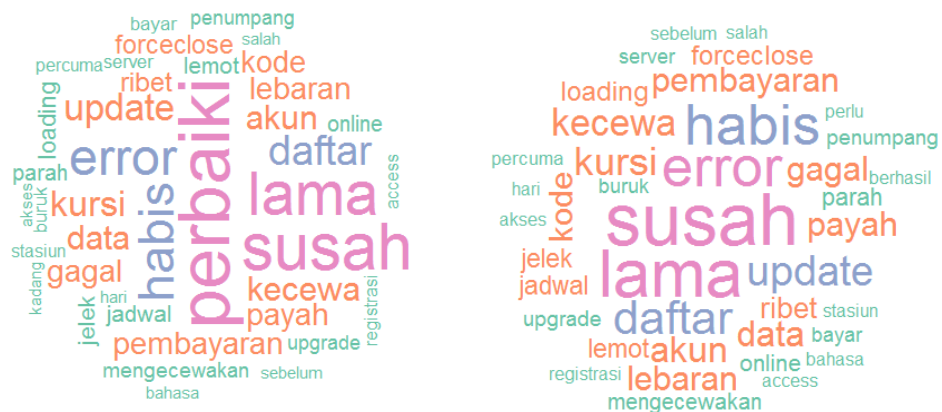 bayar
penumpang
forceclose
salah
percuma
server
lemot
kode
ribet
lebaran
loading
update
akun
online
error
perbaiki
daftar
parah
lama
access
akses
buruk
kursi
habis
susah
data
stasiun
gagal
kadang
hari
kecewa
jelek
jadwal
payah
registrasi
pembayaran
upgrade
mengecewakan
sebelum
bahasa
sebelum
salah
server
forceclose
loading
pembayaran
kecewa
habis
perlu
penumpang
percuma
kursi
error
gagal
berhasil
hari
kode
buruk
parah
akses
susah
payah
jelek
lama
update
jadwal
upgrade
daftar
ribet
stasiun
data
bayar
lemot
akun
online
bahasa
registrasi
lebaran
access
mengecewakan